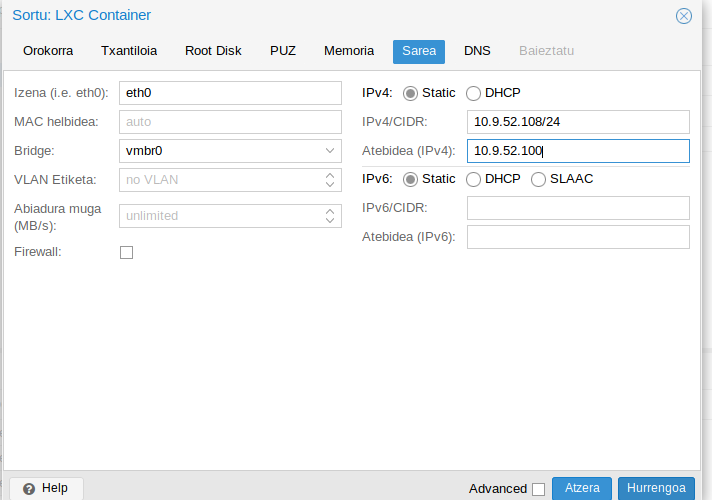 Sortu: LXC Container
Orokorra Txantiloia Root Disk PUZ Memoria Sarea DNS Baieztatu
Izena (i.e. eth0): eth0
MAC helbidea: auto
Bridge: vmbr0
VLAN Etiketa: no VLAN
Abiadura muga
(MB/s): unlimited
Firewall:
IPv4: Static DHCP
IPv4/CIDR: 10.9.52.108/24
Atebidea (IPv4): 10.9.52.100
IPv6: Static DHCP SLAAC
IPv6/CIDR:
Atebidea (IPv6):
Help Advanced Atzera Hurrengoa